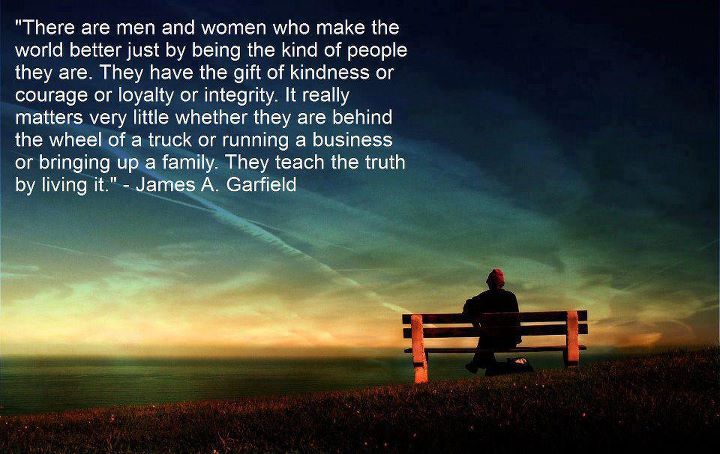 "There are men and women who make the
world better just by being the kind of people
they are. They have the gift of kindness or
courage or loyalty or integrity. It really
matters very little whether they are behind
the wheel of a truck or running a business
or bringing up a family. They teach the truth
by living it." - James A. Garfield